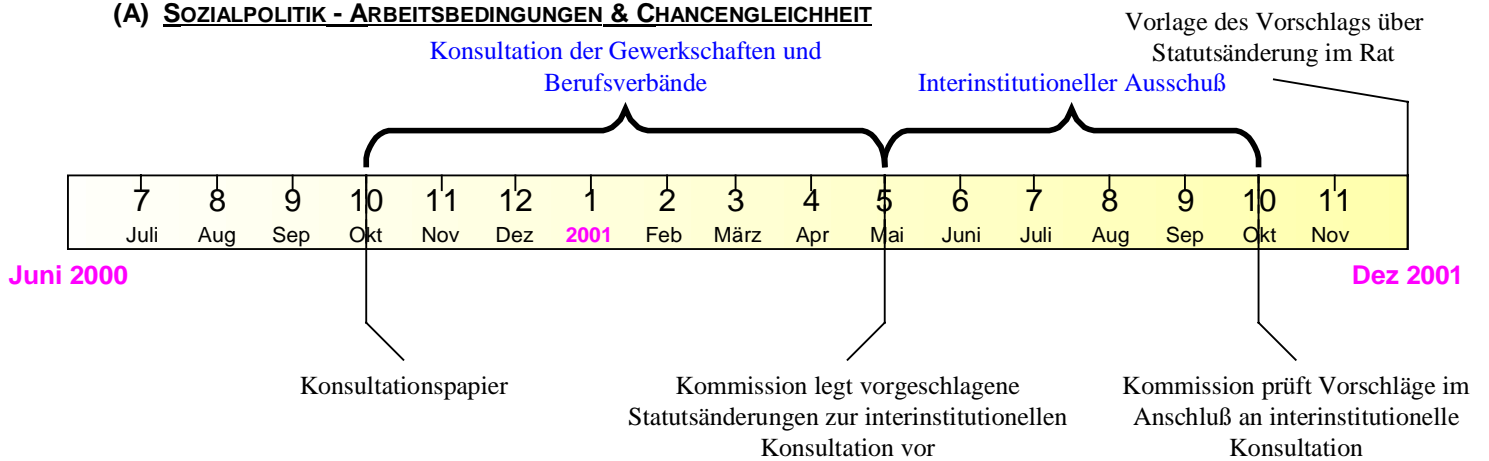 (A) SOZIALPOLITIK - ARBEITSBEDINGUNGEN & CHANCENGLEICHHEIT
Vorlage des Vorschlags über
Statutsänderung im Rat
Konsultation der Gewerkschaften und
Berufsverbände
Interinstitutioneller Ausschuß
7 8 9 10 11 12 1 2 3 4 5 6 7 8 9 10 11
Juli Aug Sep Okt Nov Dez 2001 Feb März Apr Mai Juni Juli Aug Sep Okt Nov
Juni 2000
Dez 2001
Konsultationspapier
Kommission legt vorgeschlagene
Statutsänderungen zur interinstitutionellen
Konsultation vor
Kommission prüft Vorschläge im
Anschluß an interinstitutionelle
Konsultation